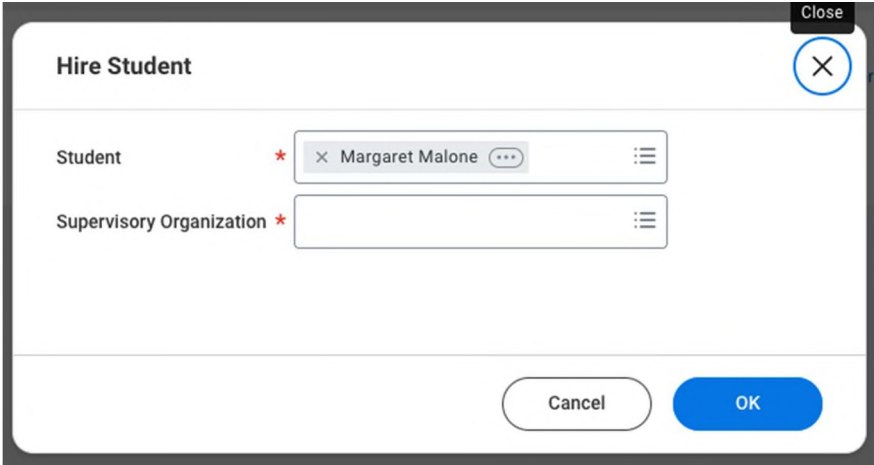 Close
Hire Student
Student *
Margaret Malone
Supervisory Organization *
Cancel
OK